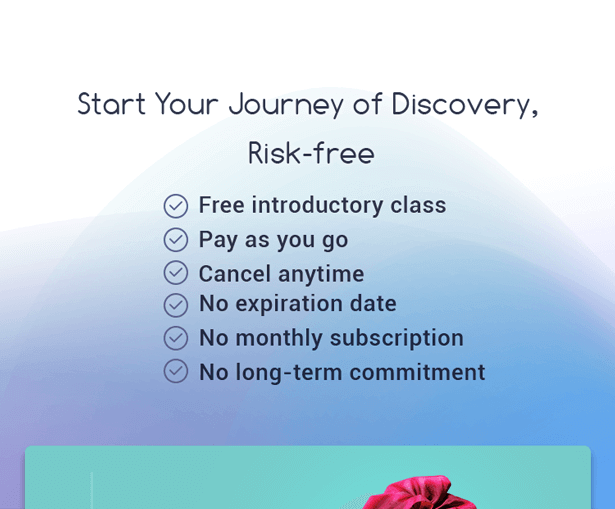 Start Your Journey of Discovery,
Risk-free
Free introductory class
Pay as you go
Cancel anytime
No expiration date
No monthly subscription
No long-term commitment